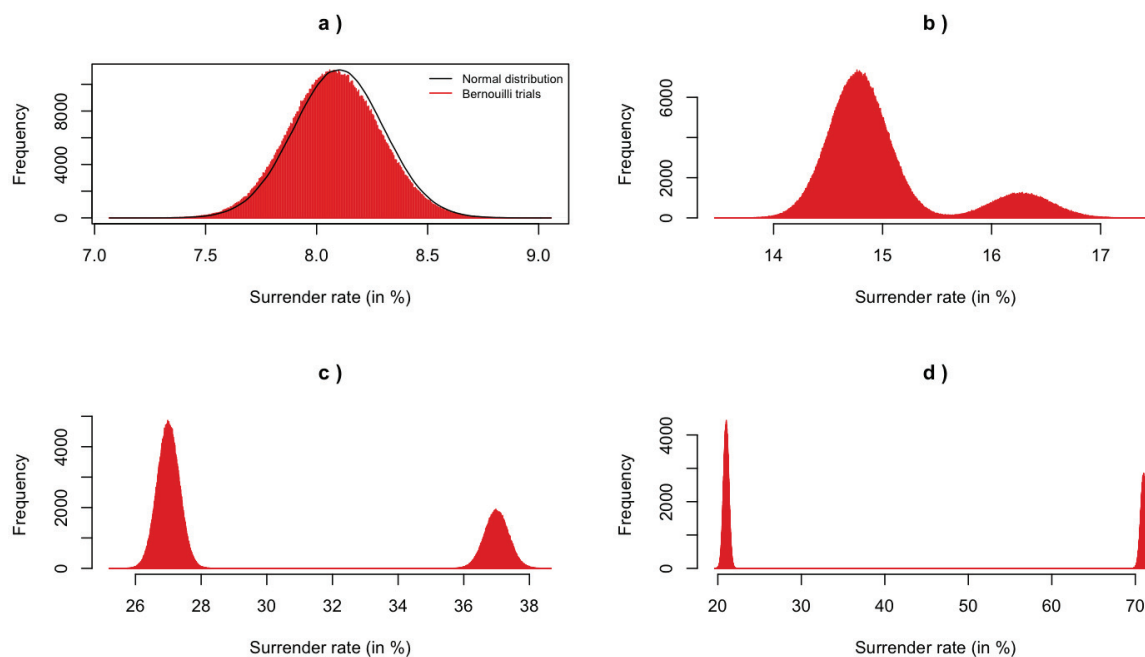 a )
Frequency
0 4000 8000
Normal distribution
Bernouilli trials
7.0 7.5 8.0 8.5 9.0
Surrender rate (in %)
b )
Frequency
0 2000 6000
14 15 16 17
Surrender rate (in %)
c )
Frequency
0 2000 4000
26 28 30 32 34 36 38
Surrender rate (in %)
d )
Frequency
0 2000 4000
20 30 40 50 60 70
Surrender rate (in %)